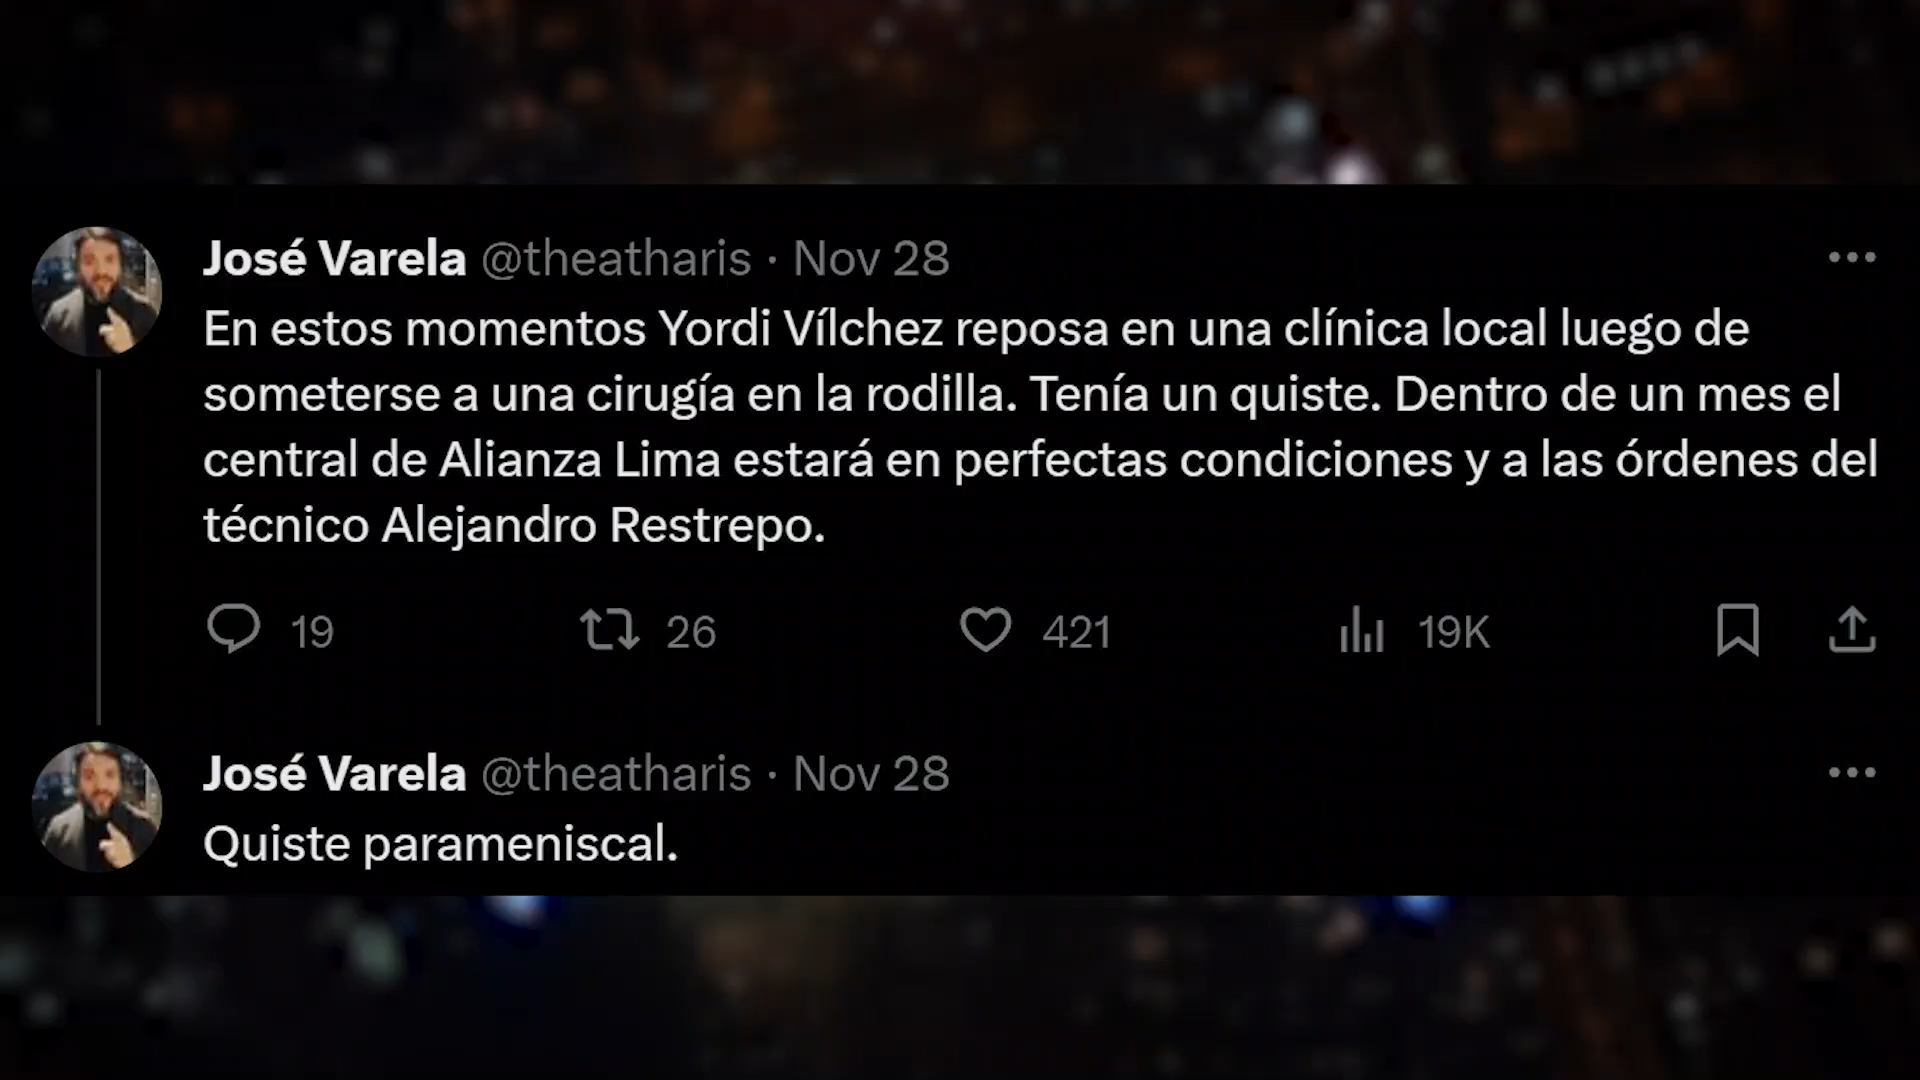 José Varela @theatharis · Nov 28
En estos momentos Yordi Vílchez reposa en una clínica local luego de
someterse a una cirugía en la rodilla. Tenía un quiste. Dentro de un mes el
central de Alianza Lima estará en perfectas condiciones y a las órdenes del
técnico Alejandro Restrepo.
19 26 421 19K
José Varela @theatharis · Nov 28
Quiste parameniscal.